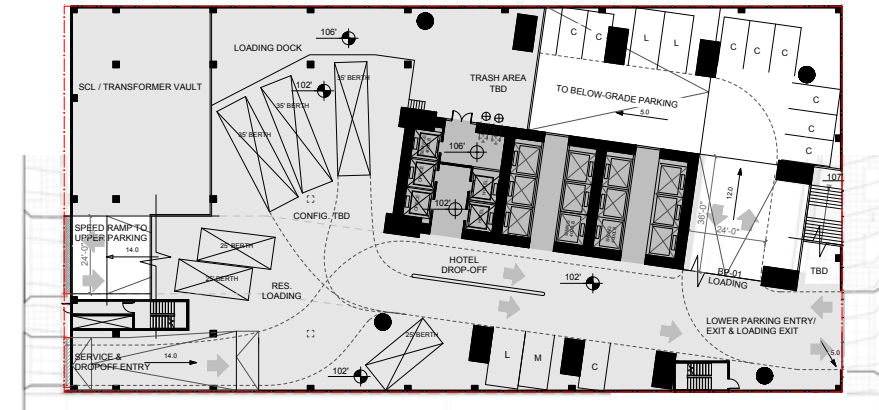 106'
LOADING DOCK
C
C
L
L
C
C
C
SCL / TRANSFORMER VAULT
35' BERTH
102'
35' BERTH
35' BERTH
TRASH AREA
TBD
TO BELOW-GRADE PARKING
5.0
C
C
C
106'
102'
107'
12.0
36'-0"
24'-0"
CONFIG. TBD
SPEED RAMP TO
UPPER PARKING
14.0
24'-0"
25' BERTH
25' BERTH
RES.
LOADING
HOTEL
DROP-OFF
102'
BP-01
LOADING
TBD
LOWER PARKING ENTRY/
EXIT & LOADING EXIT
5.0
25' BERTH
SERVICE &
DROPOFF ENTRY
14.0
102'
L
M
C